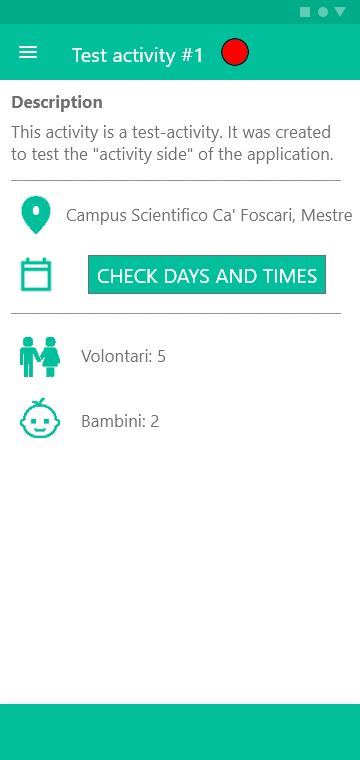 Test activity #1
Description
This activity is a test-activity. It was created
to test the "activity side" of the application.
Campus Scientifico Ca' Foscari, Mestre
CHECK DAYS AND TIMES
Volontari: 5
Bambini: 2